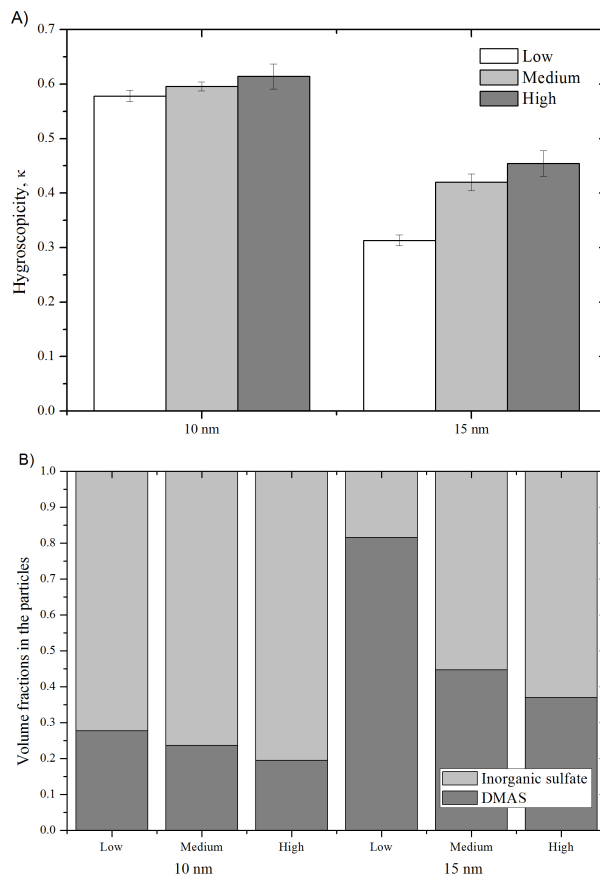 A)
0.7
0.6
0.5
0.4
0.3
0.2
0.1
0.0
Hygroscopicity, κ
Low
Medium
High
10 nm
15 nm
B)
1.0
0.9
0.8
0.7
0.6
0.5
0.4
0.3
0.2
0.1
0.0
Volume fractions in the particles
Inorganic sulfate
DMAS
Low Medium High Low Medium High
10 nm 15 nm